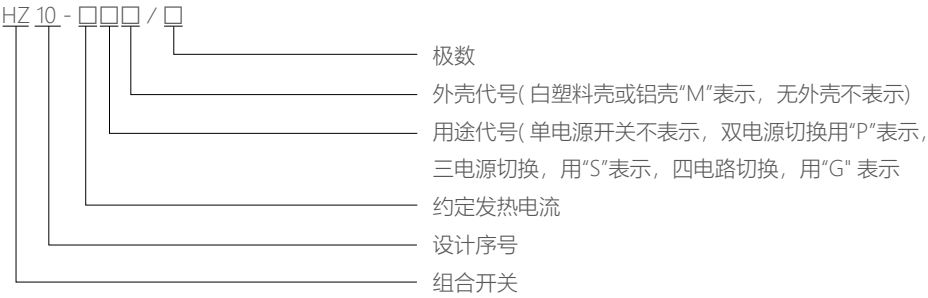 HZ 10 - □□□ / □
极数
外壳代号( 白塑料壳或铝壳“M”表示，无外壳不表示)
用途代号( 单电源开关不表示，双电源切换用“P”表示，
三电源切换，用“S”表示，四电路切换，用“G" 表示
约定发热电流
设计序号
组合开关